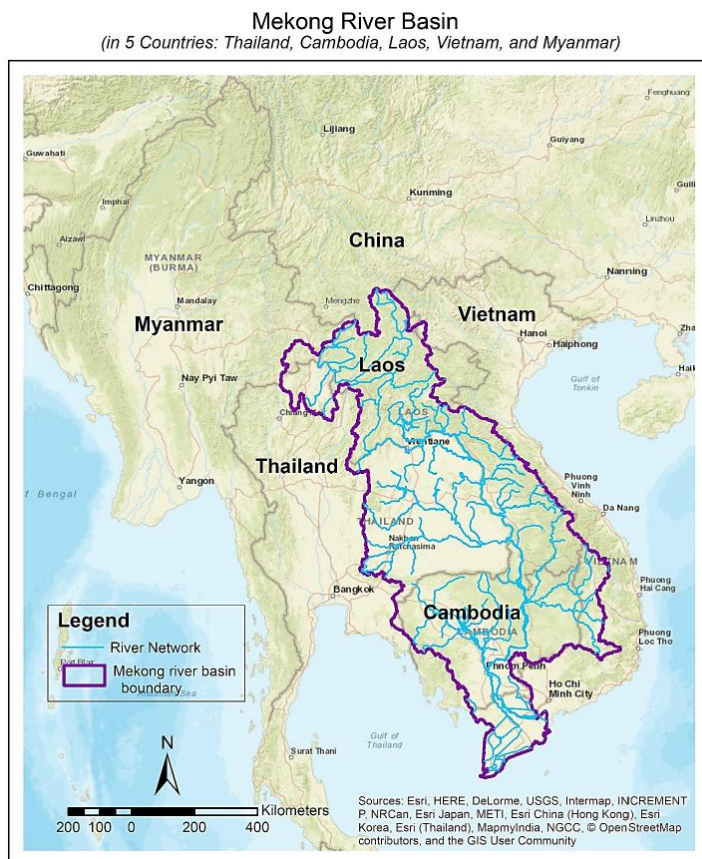 Mekong River Basin
(in 5 Countries: Thailand, Cambodia, Laos, Vietnam, and Myanmar)
Fenghuang
Lijiang
Guiyang
Guwahati
Imphal
Kunming
Guili
Linzhou
Aizawl
China
MYANMAR
(BURMA)
Nanning
Chittagong
Mengzhe
Mandalay
Vietnam
Myanmar
Hanoi
Zha
Haiphong
Laos
Nay Pyi Taw
Gulf of
Tonkin
Haik
LAOS
Vientiane
Thailand
Yangon
f Bengal
Phuong
Vinh
Ninh
Da Nang
THAILAND
Nakhon
Ratchasima
VIETNAM
Bangkok
Phuong
Hai Cang
Cambodia
CAMBODIA
Phuong
Loc Tho
Legend
River Network
Mekong river basin
boundary
Phnom Penh
Ho Chi
Minh City
Gulf of
Thailand
N
Surat Thani
Kilometers
200 100 0 200 400
Sources: Esri, HERE, DeLorme, USGS, Intermap, INCREMENT
P, NRCan, Esri Japan, METI, Esri China (Hong Kong), Esri
Korea, Esri (Thailand), MapmyIndia, NGCC, © OpenStreetMap
contributors, and the GIS User Community